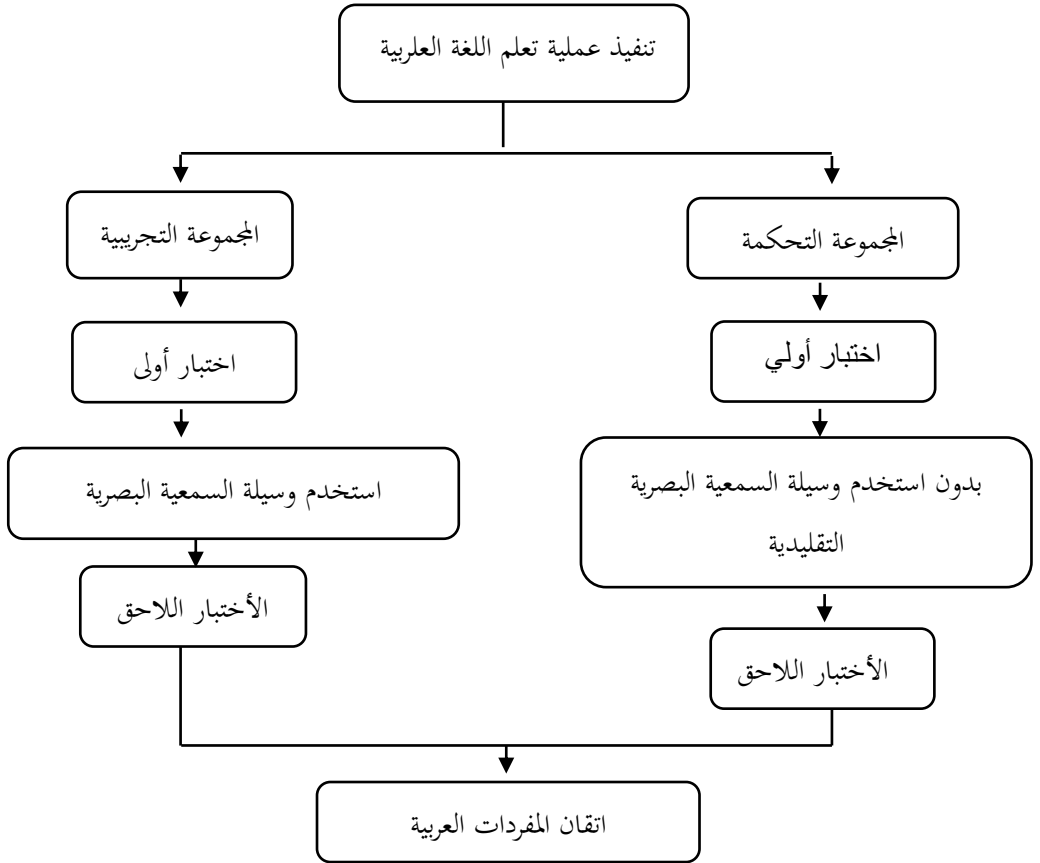 تنفيذ عملية تعلم اللغة العلربية
المجموعة التحكمة
المجموعة التجريبية
اختبار أولي
اختبار أولى
بدون استخدم وسيلة السمعية البصرية
التقليدية
استخدم وسيلة السمعية البصرية
الأختبار اللاحق
الأختبار اللاحق
اتقان المفردات العربية